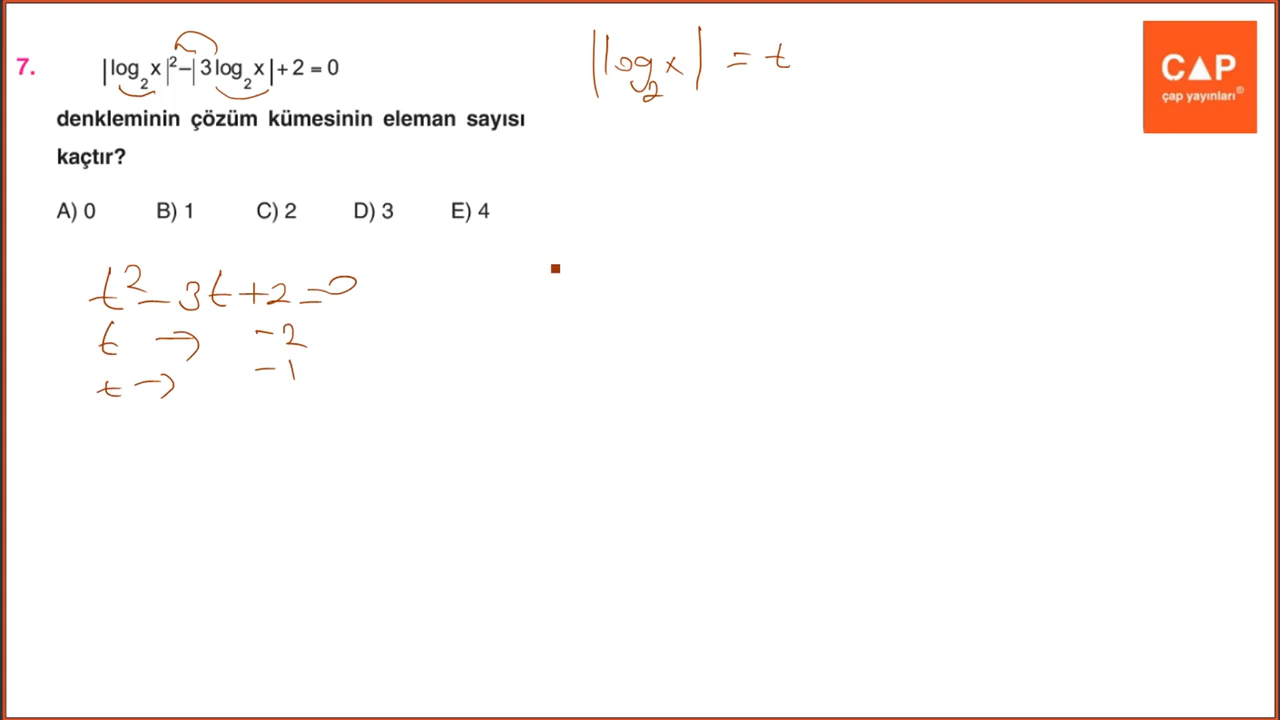 7. |log₂x|²–|3log₂x|+2=0
denkleminin çözüm kümesinin eleman sayısı
kaçtır?
A) 0 B) 1 C) 2 D) 3 E) 4
|log₂x| = t
ÇAP
çap yayınları®
t² – 3t + 2 = 0
t → –2
t → –1